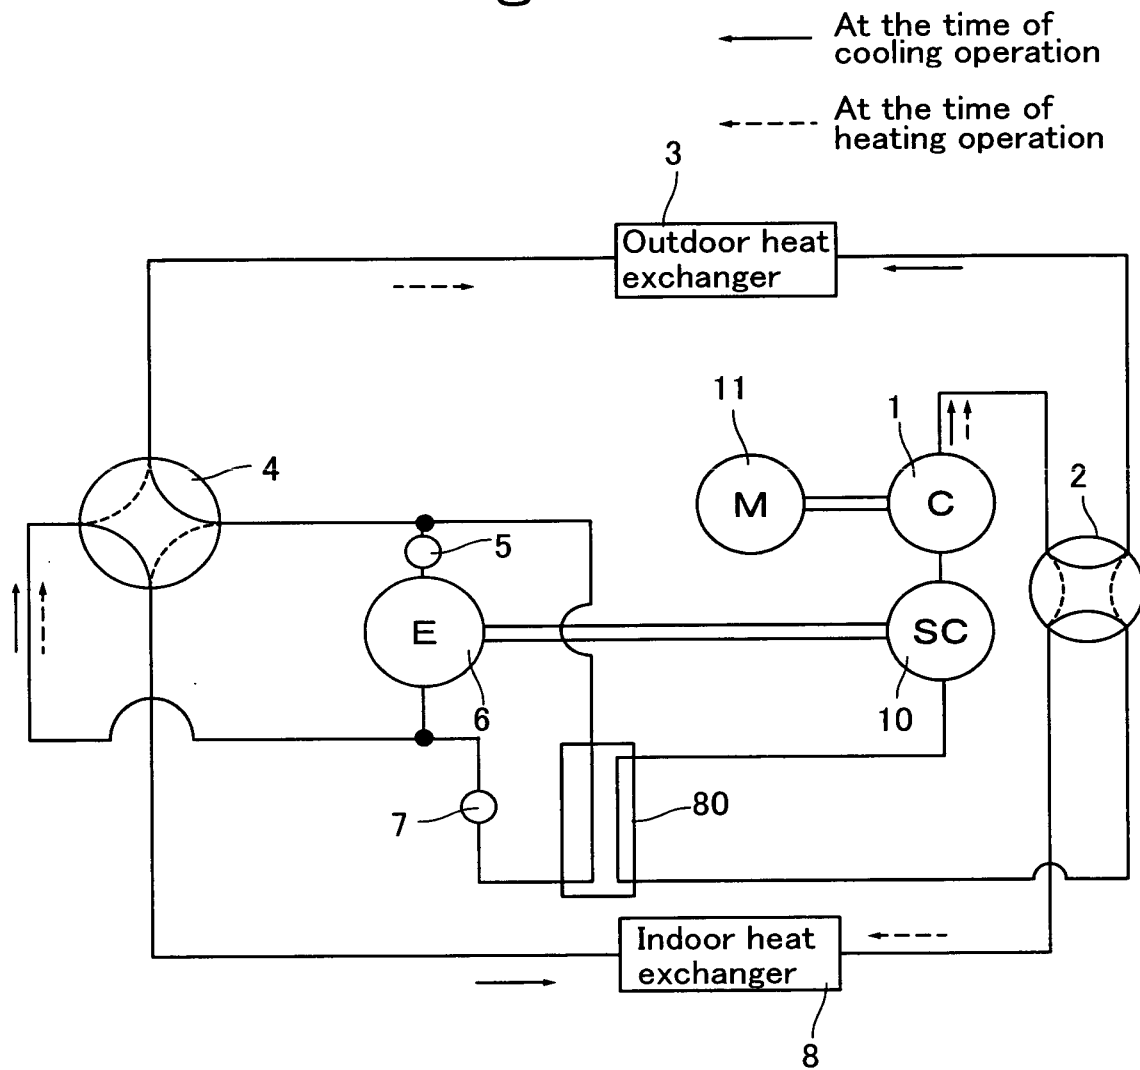 g
At the time of
cooling operation
At the time of
heating operation
3
Outdoor heat
exchanger
11
1
4
2
M
C
5
E
SC
6
10
7
80
Indoor heat
exchanger
8